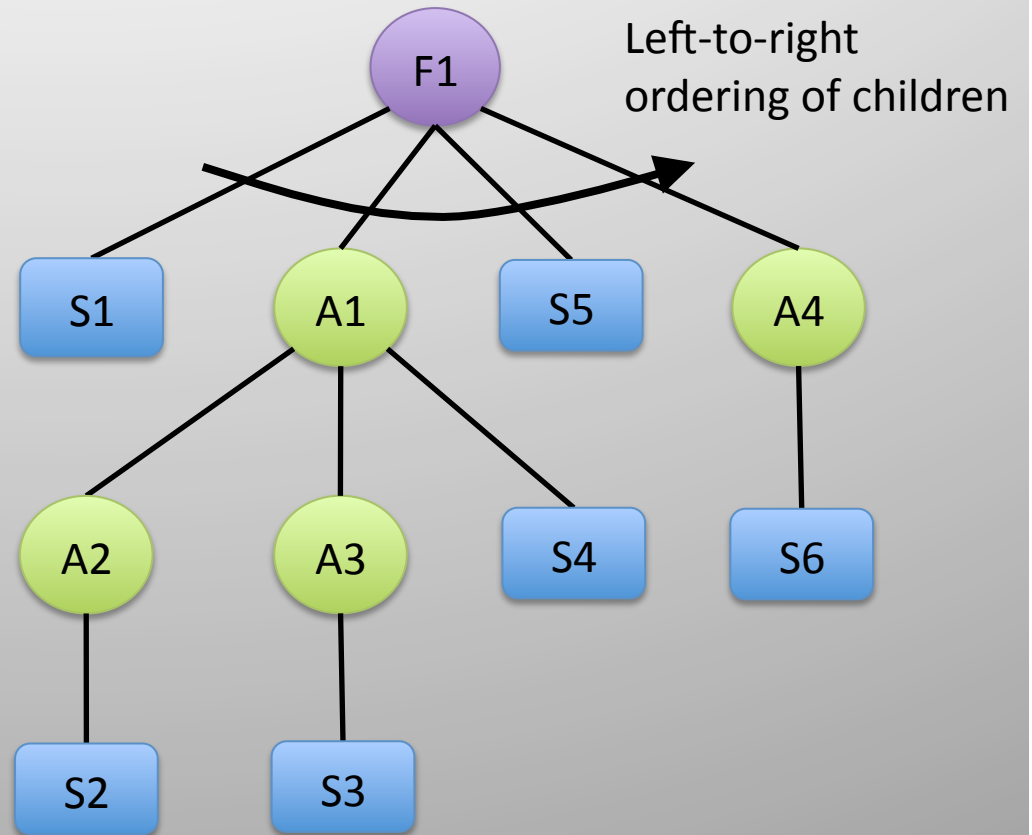 F1
Left-to-right
ordering of children
S1
A1
S5
A4
A2
A3
S4
S6
S2
S3